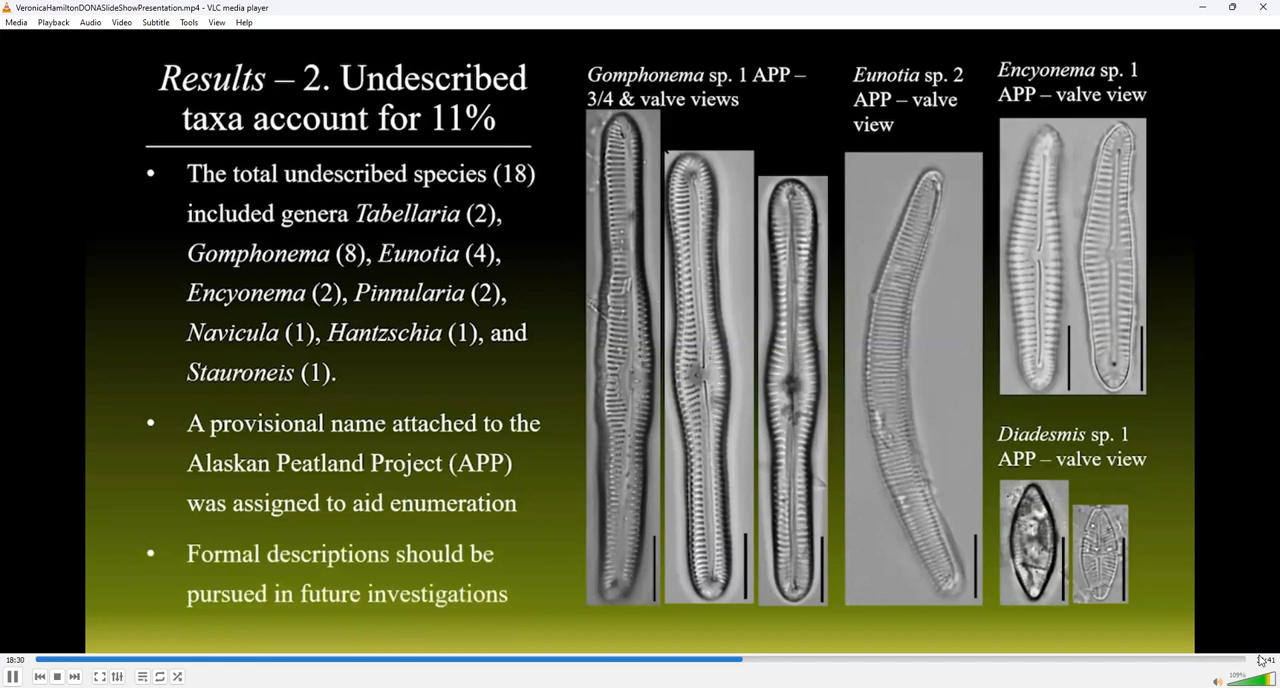 VeronicaHamiltonDONASlideShowPresentation.mp4 - VLC media player
Media Playback Audio Video Subtitle Tools View Help
Results – 2. Undescribed
taxa account for 11%
• The total undescribed species (18)
included genera Tabellaria (2),
Gomphonema (8), Eunotia (4),
Encyonema (2), Pinnularia (2),
Navicula (1), Hantzschia (1), and
Stauroneis (1).
• A provisional name attached to the
Alaskan Peatland Project (APP)
was assigned to aid enumeration
• Formal descriptions should be
pursued in future investigations
Gomphonema sp. 1 APP –
3/4 & valve views
Eunotia sp. 2
APP – valve
view
Encyonema sp. 1
APP – valve view
Diadesmis sp. 1
APP – valve view
18:30
109%